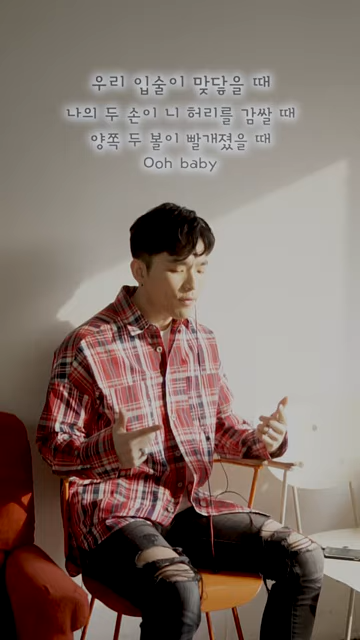 우리 입술이 맞닿을 때
나의 두 손이 니 허리를 감쌀 때
양쪽 두 볼이 빨개졌을 때
Ooh baby